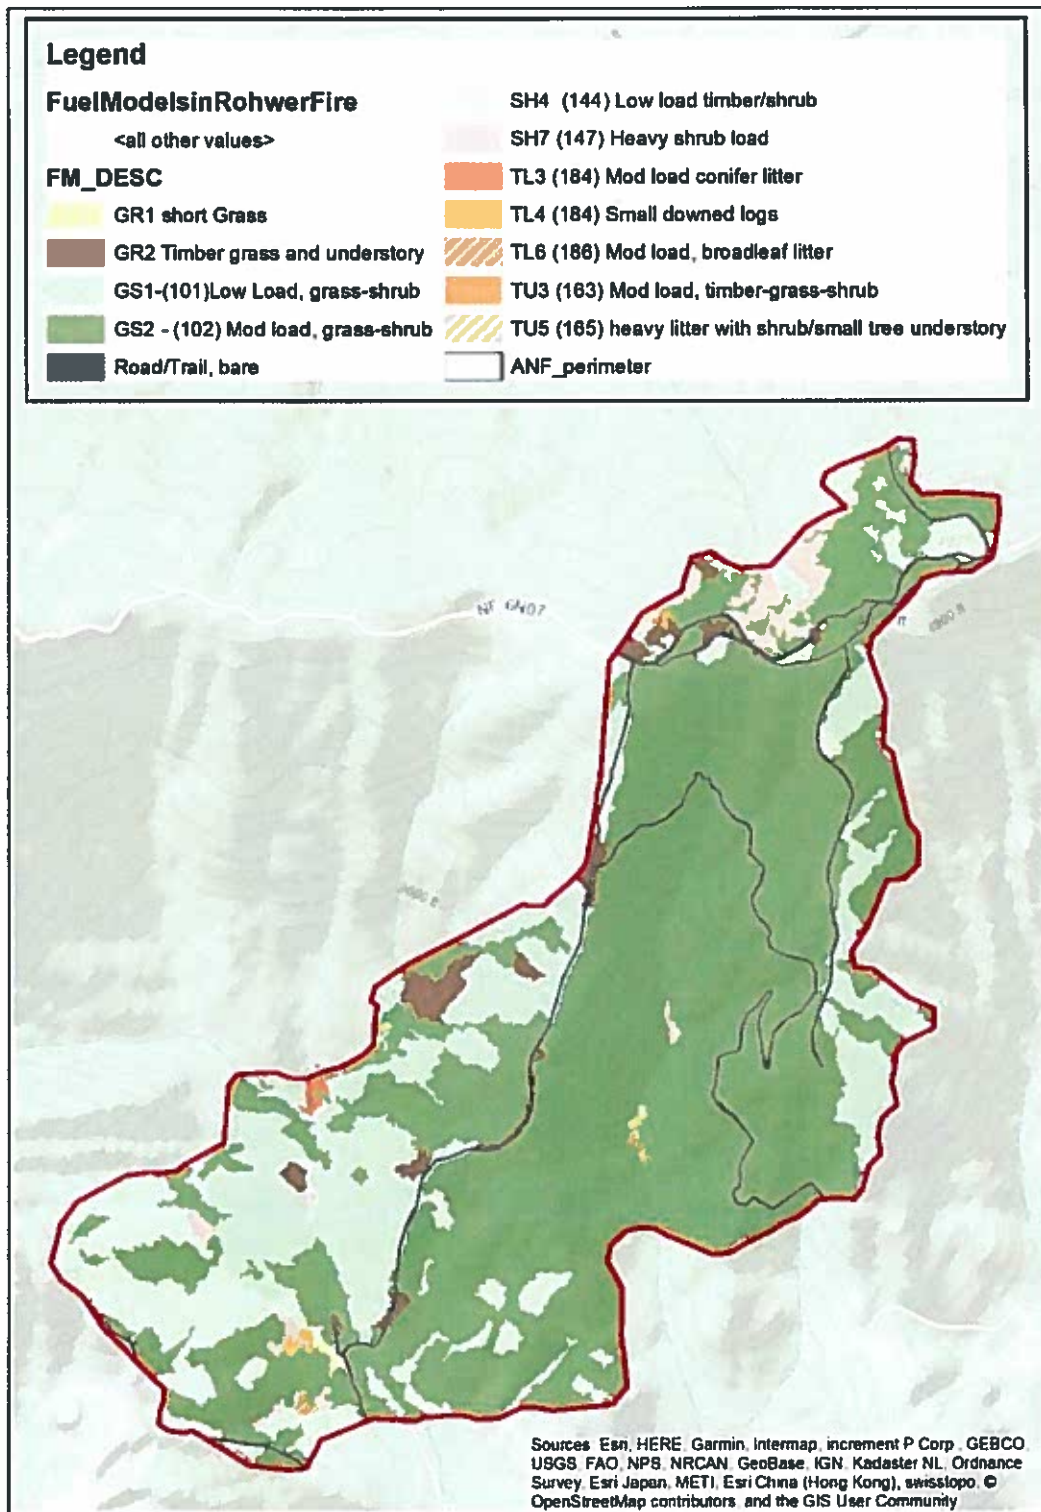 Legend
FuelModelsinRohwerFire
<all other values>
FM_DESC
GR1 short Grass
GR2 Timber grass and understory
GS1-(101)Low Load, grass-shrub
GS2 - (102) Mod load, grass-shrub
Road/Trail, bare
SH4 (144) Low load timber/shrub
SH7 (147) Heavy shrub load
TL3 (184) Mod load conifer litter
TL4 (184) Small downed logs
TL6 (186) Mod load, broadleaf litter
TU3 (163) Mod load, timber-grass-shrub
TU5 (165) heavy litter with shrub/small tree understory
ANF_perimeter
NF
Sources: Esri, HERE, Garmin, Intermap, increment P Corp., GEBCO,
USGS, FAO, NPS, NRCAN, GeoBase, IGN, Kadaster NL, Ordnance
Survey, Esri Japan, METI, Esri China (Hong Kong), swisstopo, ©
OpenStreetMap contributors, and the GIS User Community